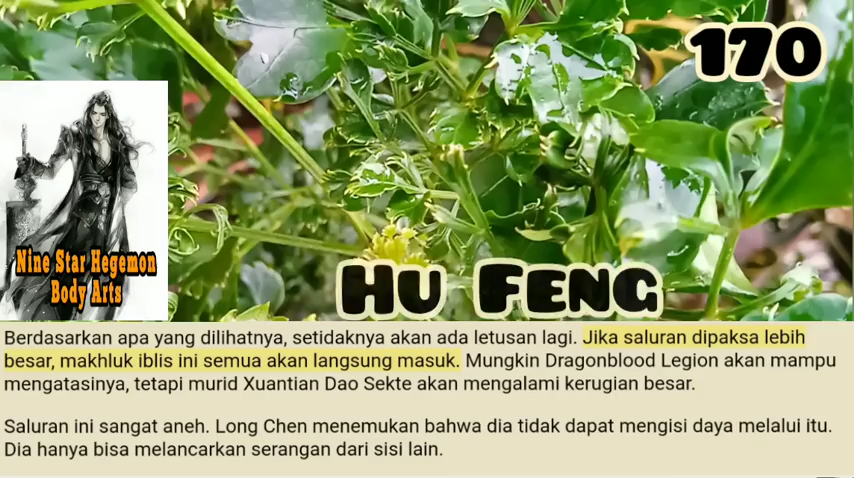 170
Nine Star Hegemon
Body Arts
Hu Feng
Berdasarkan apa yang dilihatnya, setidaknya akan ada letusan lagi. Jika saluran dipaksa lebih
besar, makhluk iblis ini semua akan langsung masuk. Mungkin Dragonblood Legion akan mampu
mengatasinya, tetapi murid Xuantian Dao Sekte akan mengalami kerugian besar.
Saluran ini sangat aneh. Long Chen menemukan bahwa dia tidak dapat mengisi daya melalui itu.
Dia hanya bisa melancarkan serangan dari sisi lain.